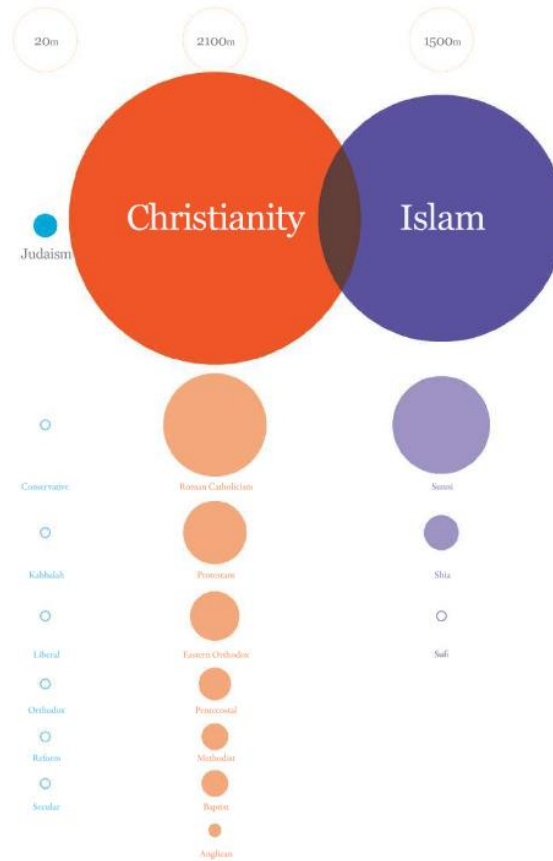 20m
2100m
1500m
Christianity
Islam
Judaism
Conservative
Roman Catholicism
Sunni
Kabbalah
Protestant
Shia
Liberal
Eastern Orthodox
Sufi
Orthodox
Pentecostal
Reform
Methodist
Secular
Baptist
Anglican